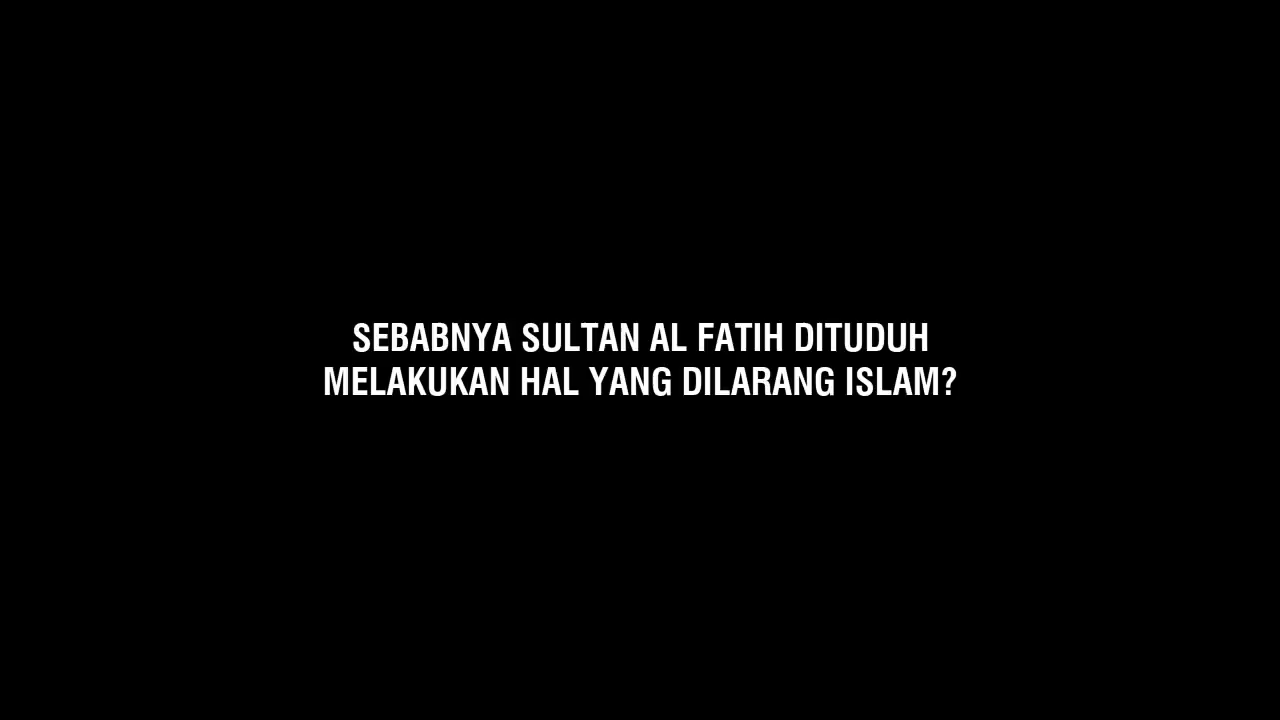 SEBABNYA SULTAN AL FATIH DITUDUH
MELAKUKAN HAL YANG DILARANG ISLAM?